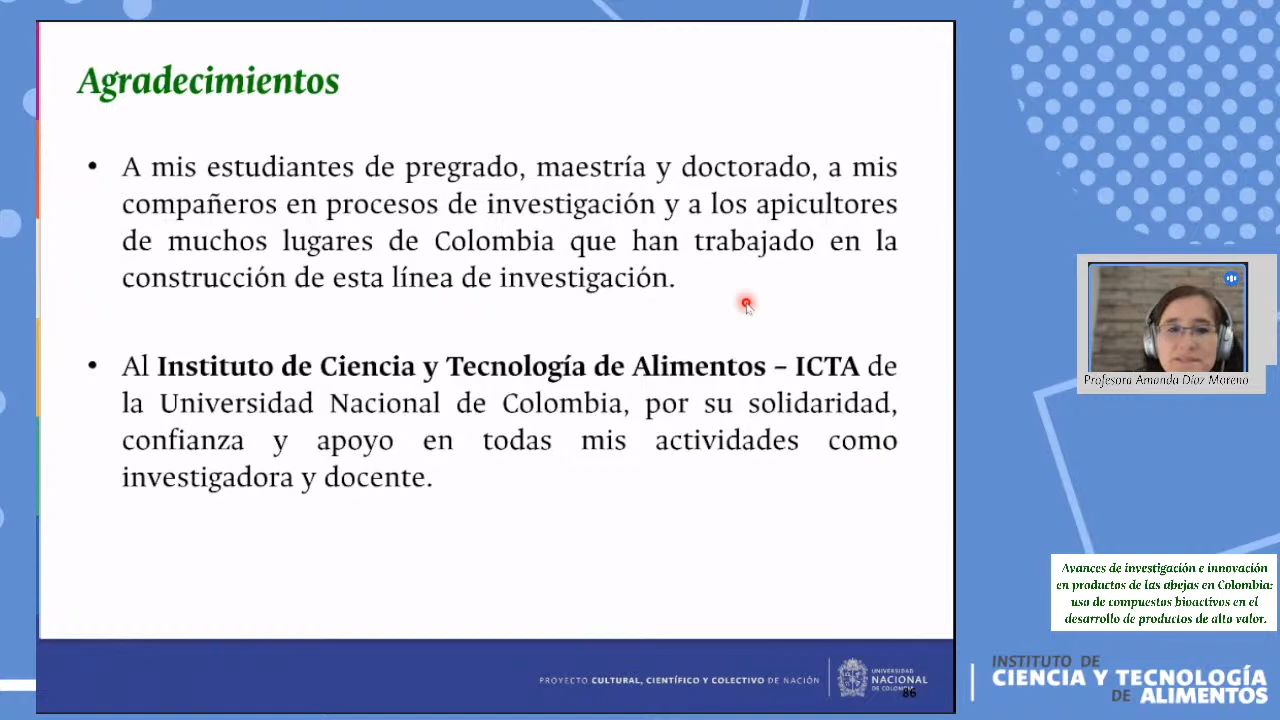 Agradecimientos
• A mis estudiantes de pregrado, maestría y doctorado, a mis
compañeros en procesos de investigación y a los apicultores
de muchos lugares de Colombia que han trabajado en la
construcción de esta línea de investigación.
• Al Instituto de Ciencia y Tecnología de Alimentos – ICTA de
la Universidad Nacional de Colombia, por su solidaridad,
confianza y apoyo en todas mis actividades como
investigadora y docente.
PROYECTO CULTURAL, CIENTÍFICO Y COLECTIVO DE NACIÓN
UNIVERSIDAD
NACIONAL
DE COLOMBIA
86
Profesora Amanda Díaz Moreno
Avances de investigación e innovación
en productos de las abejas en Colombia:
uso de compuestos bioactivos en el
desarrollo de productos de alto valor.
INSTITUTO DE
CIENCIA Y TECNOLOGÍA
DE ALIMENTOS